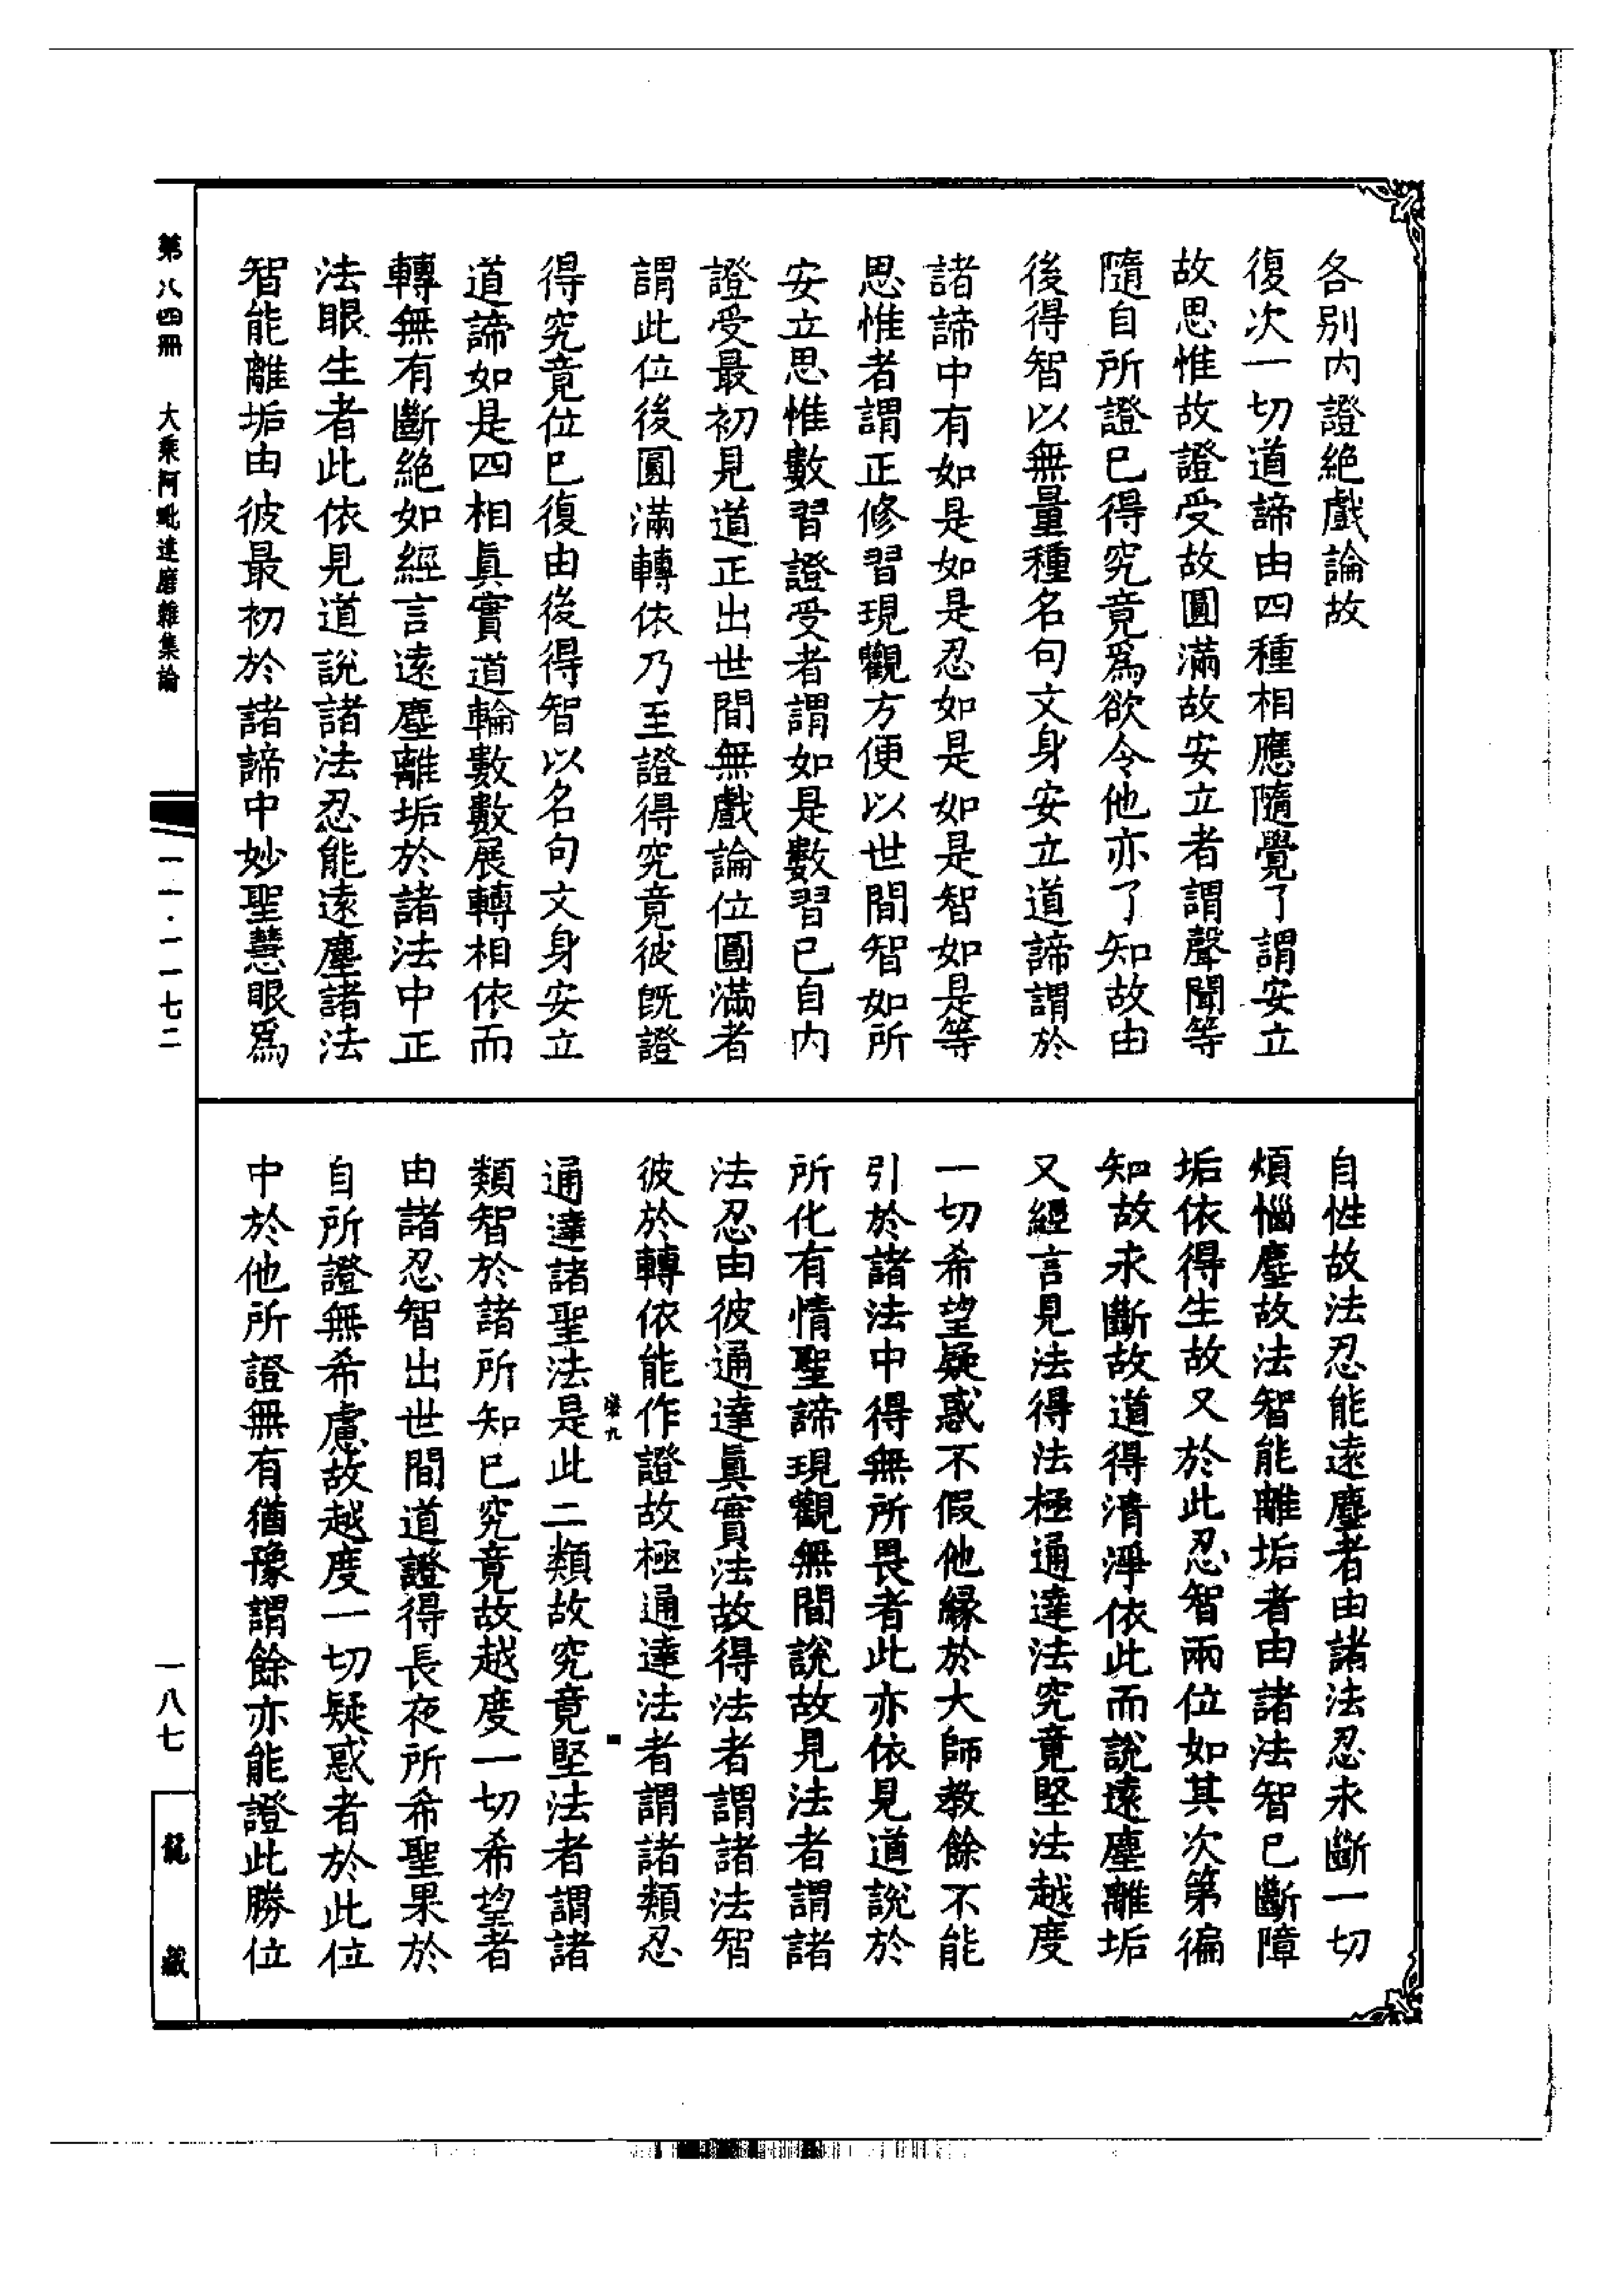 各别内證絶戲論故
復次一切道諦由四種相應隨覺了謂安立
故思惟故證受故圓滿故安立者謂聲聞等
隨自所證已得究竟爲欲令他亦了知故由
後得智以無量種名句文身安立道諦謂於
諸諦中有如是如是忍如是如是智如是等
思惟者謂正修習現觀方便以世間智如所
安立思惟數習證受者謂如是數習已自内
證受最初見道正出世間無戲論位圓滿者
謂此位後圓滿轉依乃至證得究竟彼旣證
得究竟位已復由後得智以名句文身安立
道諦如是四相眞實道輪數數展轉相依而
轉無有斷絶如經言遠塵離垢於諸法中正
法眼生者此依見道說諸法忍能遠塵諸法
智能離垢由彼最初於諸諦中妙聖慧眼爲
自性故法忍能遠塵者由諸法忍永斷一切
煩惱塵故法智能離垢者由諸法智已斷障
垢依得生故又於此忍智兩位如其次第徧
知故永斷故道得清淨依此而說遠塵離垢
又經言見法得法極通達法究竟堅法越度
一切希望疑惑不假他緣於大師教餘不能
引於諸法中得無所畏者此亦依見道說於
所化有情聖諦現觀無間說故見法者謂諸
法忍由彼通達眞實法故得法者謂諸法智
彼於轉依能作證故極通達法者謂諸類忍
通達諸聖法是此二類故究竟堅法者謂諸
類智於諸所知已究竟故越度一切希望者
由諸忍智出世間道證得長夜所希聖果於
自所證無希慮故越度一切疑惑者於此位
中於他所證無有猶豫謂餘亦能證此勝位
第八四冊 大乘阿毗達磨雜集論
一一·一一七二
一八七
龍藏